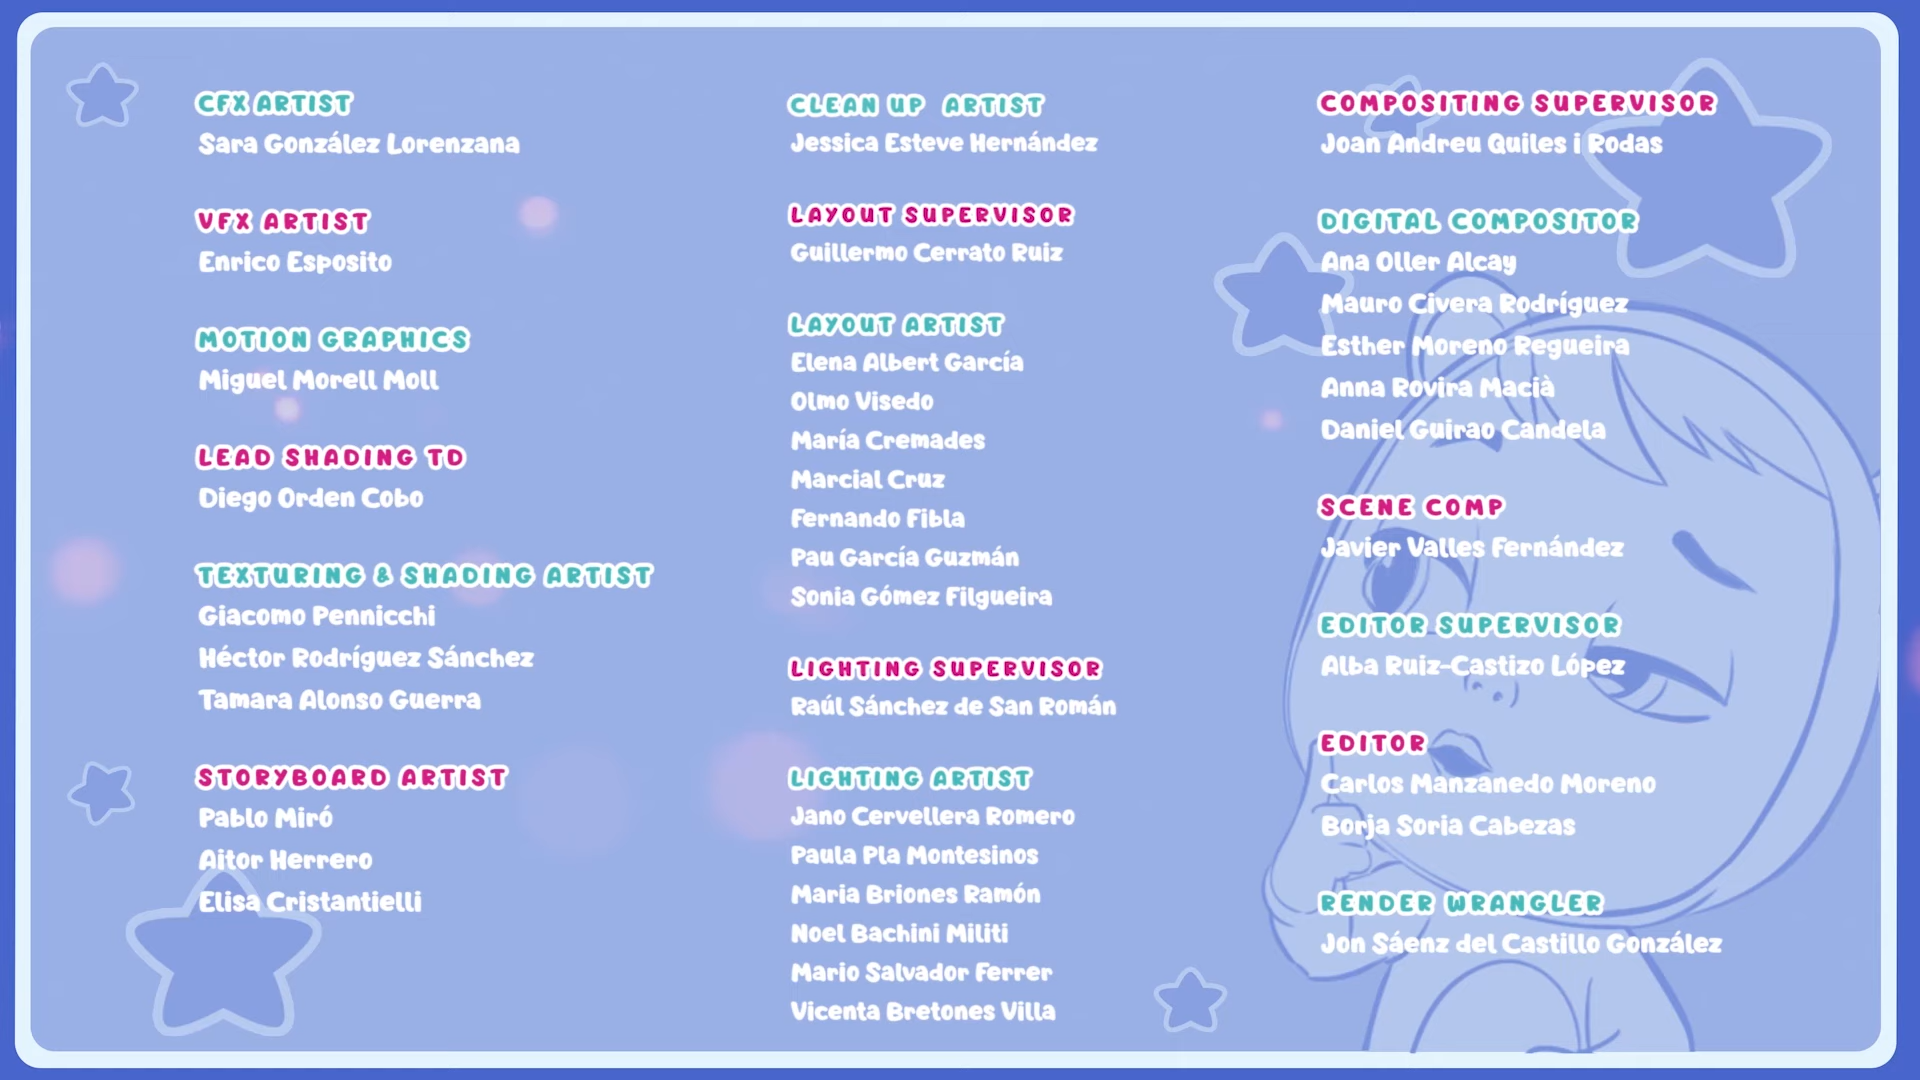 CFX ARTIST
Sara González Lorenzana
VFX ARTIST
Enrico Esposito
MOTION GRAPHICS
Miguel Morell Moll
LEAD SHADING TD
Diego Orden Cobo
TEXTURING & SHADING ARTIST
Giacomo Pennicchi
Héctor Rodríguez Sánchez
Tamara Alonso Guerra
STORYBOARD ARTIST
Pablo Miró
Aitor Herrero
Elisa Cristantielli
CLEAN UP ARTIST
Jessica Esteve Hernández
LAYOUT SUPERVISOR
Guillermo Cerrato Ruiz
LAYOUT ARTIST
Elena Albert García
Olmo Visedo
María Cremades
Marcial Cruz
Fernando Fibla
Pau García Guzmán
Sonia Gómez Filgueira
LIGHTING SUPERVISOR
Raúl Sánchez de San Román
LIGHTING ARTIST
Jano Cervellera Romero
Paula Pla Montesinos
Maria Briones Ramón
Noel Bachini Militi
Mario Salvador Ferrer
Vicenta Bretones Villa
COMPOSITING SUPERVISOR
Joan Andreu Quiles i Rodas
DIGITAL COMPOSITOR
Ana Oller Alcay
Mauro Civera Rodríguez
Esther Moreno Regueira
Anna Rovira Macià
Daniel Guirao Candela
SCENE COMP
Javier Valles Fernández
EDITOR SUPERVISOR
Alba Ruiz-Castizo López
EDITOR
Carlos Manzanedo Moreno
Borja Soria Cabezas
RENDER WRANGLER
Jon Sáenz del Castillo González